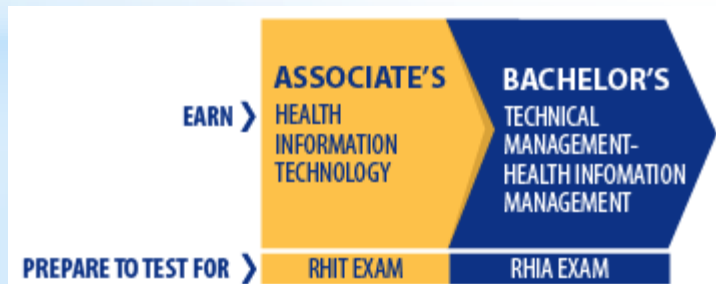 EARN ❯
ASSOCIATE'S
HEALTH
INFORMATION
TECHNOLOGY
BACHELOR'S
TECHNICAL
MANAGEMENT-
HEALTH INFOMATION
MANAGEMENT
PREPARE TO TEST FOR ❯
RHIT EXAM
RHIA EXAM